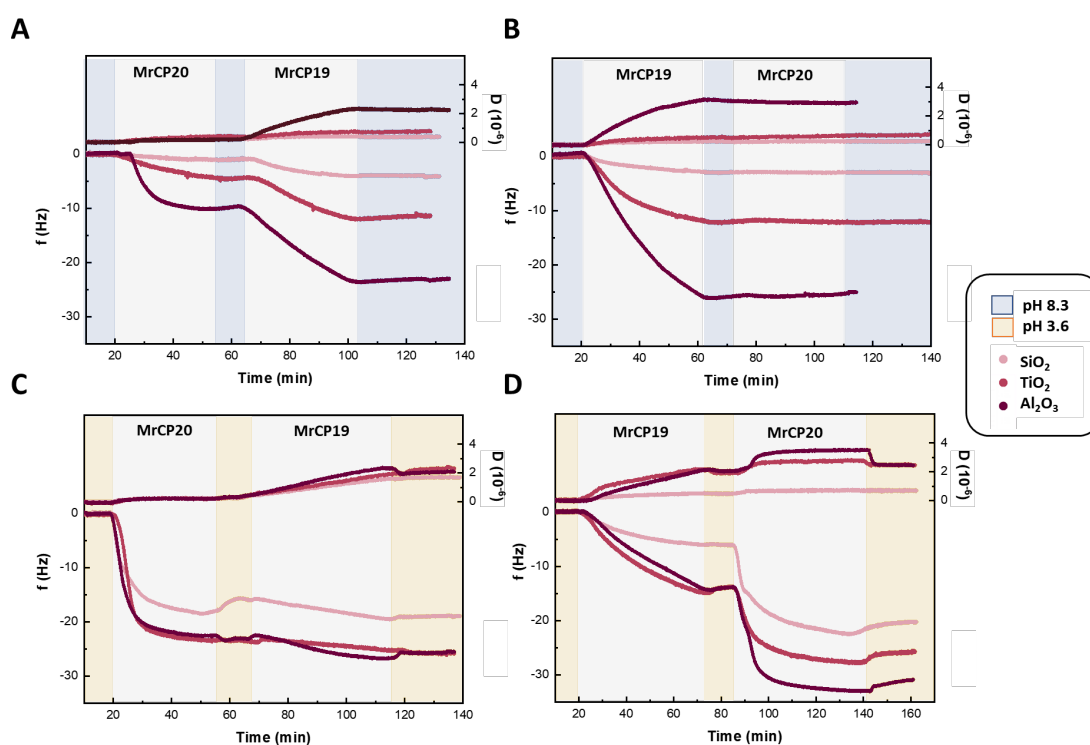 A
MrCP20
MrCP19
4
2
0
D (10⁻⁶)
0
-10
-20
-30
f (Hz)
20
40
60
80
100
120
140
Time (min)
B
MrCP19
MrCP20
4
2
0
D (10⁻⁶)
0
-10
-20
-30
f (Hz)
20
40
60
80
100
120
140
Time (min)
pH 8.3
pH 3.6
SiO₂
TiO₂
Al₂O₃
C
MrCP20
MrCP19
4
2
0
D (10⁻⁶)
0
-10
-20
-30
f (Hz)
20
40
60
80
100
120
140
Time (min)
D
MrCP19
MrCP20
4
2
0
D (10⁻⁶)
0
-10
-20
-30
f (Hz)
20
40
60
80
100
120
140
160
Time (min)